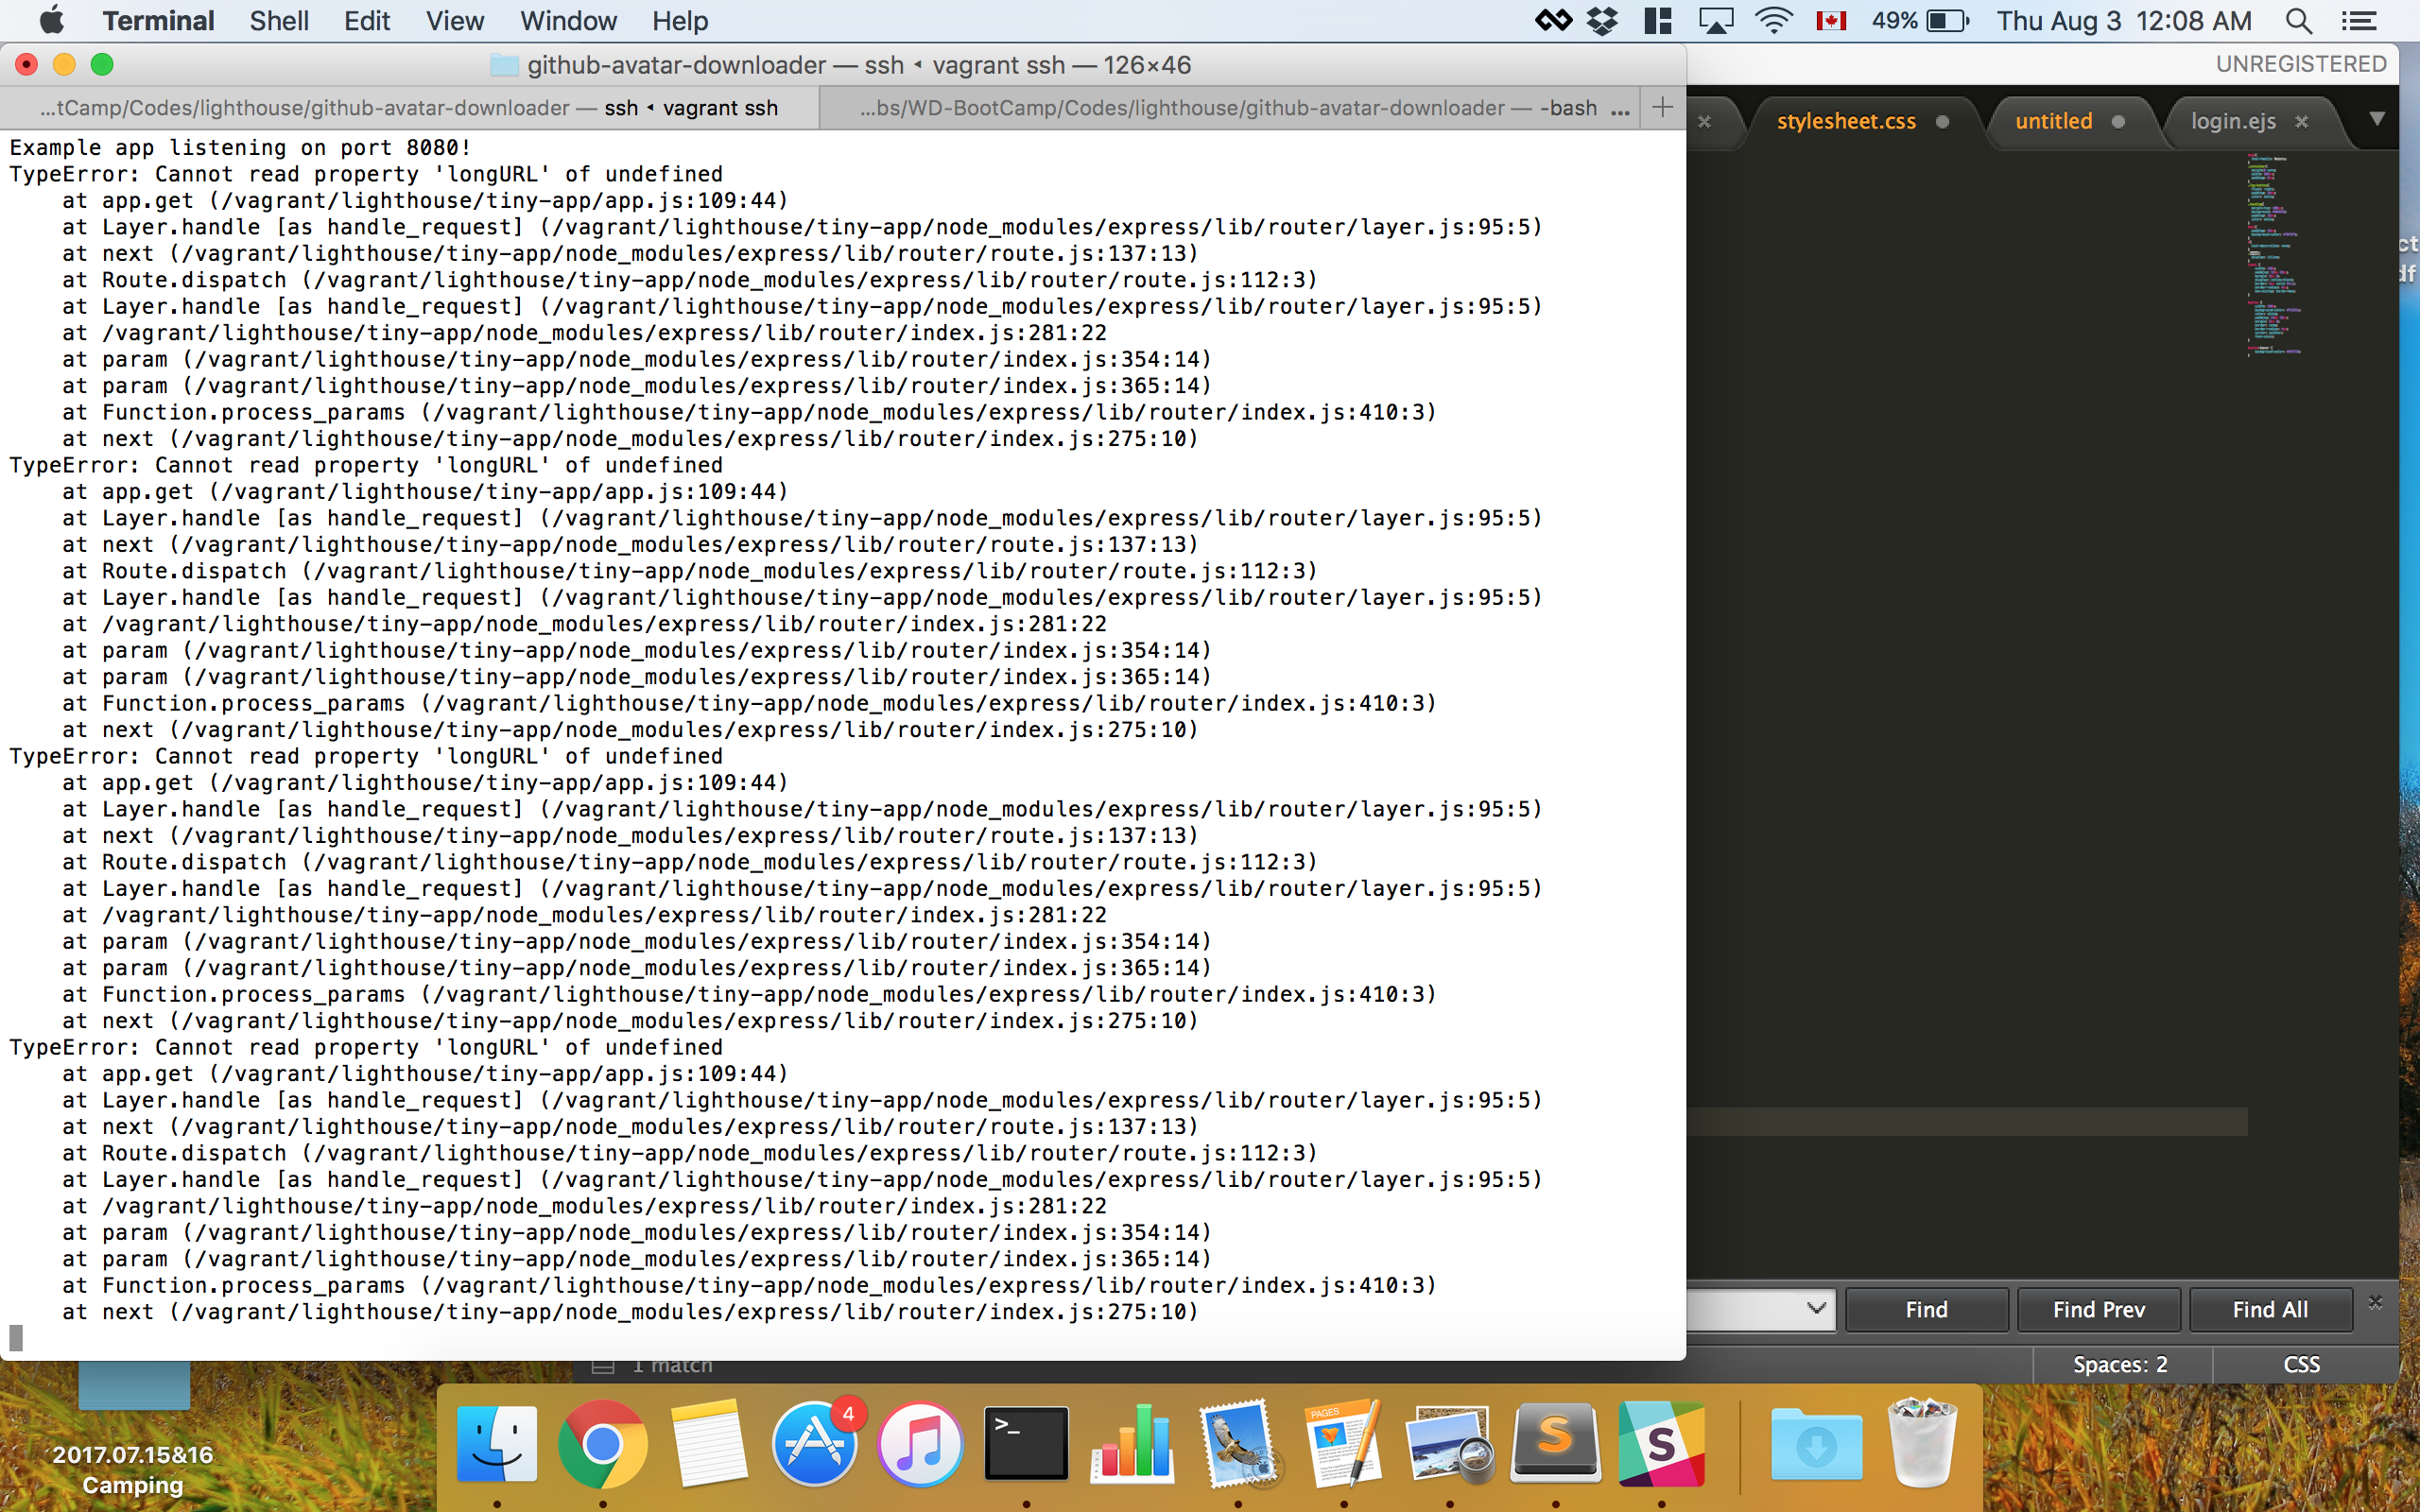 Terminal Shell Edit View Window Help 49% Thu Aug 3 12:08 AM
github-avatar-downloader — ssh ◂ vagrant ssh — 126×46
UNREGISTERED
...tCamp/Codes/lighthouse/github-avatar-downloader — ssh ◂ vagrant ssh
...bs/WD-BootCamp/Codes/lighthouse/github-avatar-downloader — -bash ...
stylesheet.css
untitled
login.ejs
Example app listening on port 8080!
TypeError: Cannot read property 'longURL' of undefined
at app.get (/vagrant/lighthouse/tiny-app/app.js:109:44)
at Layer.handle [as handle_request] (/vagrant/lighthouse/tiny-app/node_modules/express/lib/router/layer.js:95:5)
at next (/vagrant/lighthouse/tiny-app/node_modules/express/lib/router/route.js:137:13)
at Route.dispatch (/vagrant/lighthouse/tiny-app/node_modules/express/lib/router/route.js:112:3)
at Layer.handle [as handle_request] (/vagrant/lighthouse/tiny-app/node_modules/express/lib/router/layer.js:95:5)
at /vagrant/lighthouse/tiny-app/node_modules/express/lib/router/index.js:281:22
at param (/vagrant/lighthouse/tiny-app/node_modules/express/lib/router/index.js:354:14)
at param (/vagrant/lighthouse/tiny-app/node_modules/express/lib/router/index.js:365:14)
at Function.process_params (/vagrant/lighthouse/tiny-app/node_modules/express/lib/router/index.js:410:3)
at next (/vagrant/lighthouse/tiny-app/node_modules/express/lib/router/index.js:275:10)
TypeError: Cannot read property 'longURL' of undefined
at app.get (/vagrant/lighthouse/tiny-app/app.js:109:44)
at Layer.handle [as handle_request] (/vagrant/lighthouse/tiny-app/node_modules/express/lib/router/layer.js:95:5)
at next (/vagrant/lighthouse/tiny-app/node_modules/express/lib/router/route.js:137:13)
at Route.dispatch (/vagrant/lighthouse/tiny-app/node_modules/express/lib/router/route.js:112:3)
at Layer.handle [as handle_request] (/vagrant/lighthouse/tiny-app/node_modules/express/lib/router/layer.js:95:5)
at /vagrant/lighthouse/tiny-app/node_modules/express/lib/router/index.js:281:22
at param (/vagrant/lighthouse/tiny-app/node_modules/express/lib/router/index.js:354:14)
at param (/vagrant/lighthouse/tiny-app/node_modules/express/lib/router/index.js:365:14)
at Function.process_params (/vagrant/lighthouse/tiny-app/node_modules/express/lib/router/index.js:410:3)
at next (/vagrant/lighthouse/tiny-app/node_modules/express/lib/router/index.js:275:10)
TypeError: Cannot read property 'longURL' of undefined
at app.get (/vagrant/lighthouse/tiny-app/app.js:109:44)
at Layer.handle [as handle_request] (/vagrant/lighthouse/tiny-app/node_modules/express/lib/router/layer.js:95:5)
at next (/vagrant/lighthouse/tiny-app/node_modules/express/lib/router/route.js:137:13)
at Route.dispatch (/vagrant/lighthouse/tiny-app/node_modules/express/lib/router/route.js:112:3)
at Layer.handle [as handle_request] (/vagrant/lighthouse/tiny-app/node_modules/express/lib/router/layer.js:95:5)
at /vagrant/lighthouse/tiny-app/node_modules/express/lib/router/index.js:281:22
at param (/vagrant/lighthouse/tiny-app/node_modules/express/lib/router/index.js:354:14)
at param (/vagrant/lighthouse/tiny-app/node_modules/express/lib/router/index.js:365:14)
at Function.process_params (/vagrant/lighthouse/tiny-app/node_modules/express/lib/router/index.js:410:3)
at next (/vagrant/lighthouse/tiny-app/node_modules/express/lib/router/index.js:275:10)
TypeError: Cannot read property 'longURL' of undefined
at app.get (/vagrant/lighthouse/tiny-app/app.js:109:44)
at Layer.handle [as handle_request] (/vagrant/lighthouse/tiny-app/node_modules/express/lib/router/layer.js:95:5)
at next (/vagrant/lighthouse/tiny-app/node_modules/express/lib/router/route.js:137:13)
at Route.dispatch (/vagrant/lighthouse/tiny-app/node_modules/express/lib/router/route.js:112:3)
at Layer.handle [as handle_request] (/vagrant/lighthouse/tiny-app/node_modules/express/lib/router/layer.js:95:5)
at /vagrant/lighthouse/tiny-app/node_modules/express/lib/router/index.js:281:22
at param (/vagrant/lighthouse/tiny-app/node_modules/express/lib/router/index.js:354:14)
at param (/vagrant/lighthouse/tiny-app/node_modules/express/lib/router/index.js:365:14)
at Function.process_params (/vagrant/lighthouse/tiny-app/node_modules/express/lib/router/index.js:410:3)
at next (/vagrant/lighthouse/tiny-app/node_modules/express/lib/router/index.js:275:10)
ct
df
Find Find Prev Find All
1 match
Spaces: 2 CSS
4
PAGES
2017.07.15&16
Camping